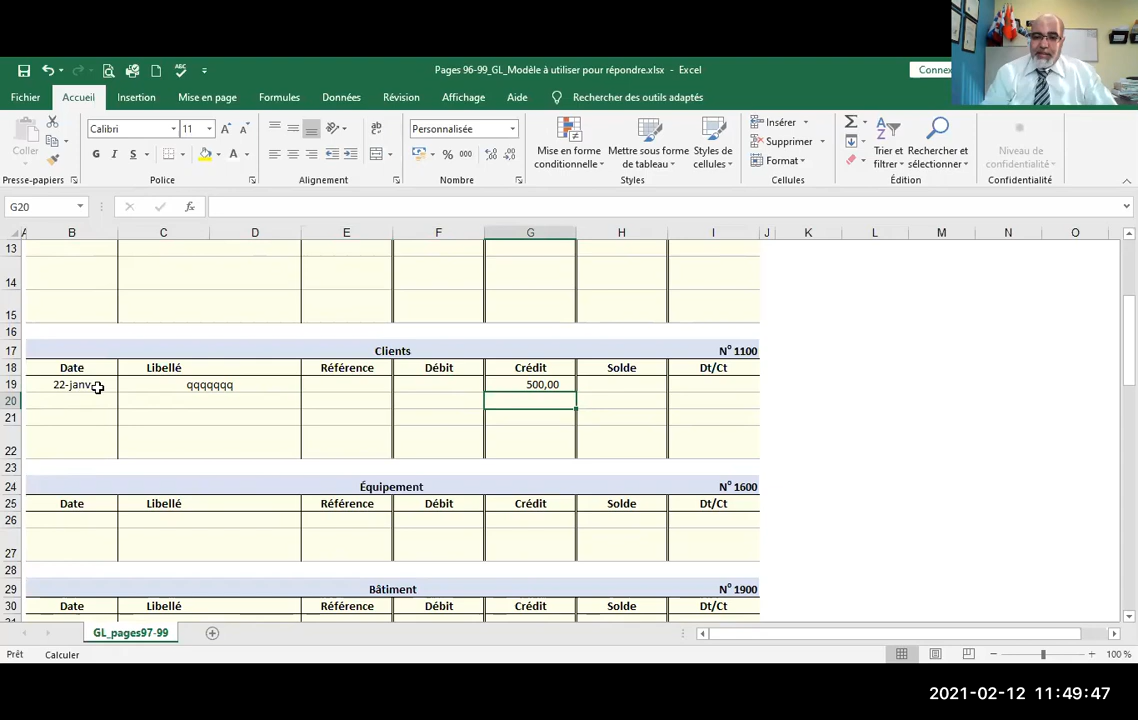 Pages 96-99_GL_Modèle à utiliser pour répondre.xlsx - Excel
Connex
Fichier Accueil Insertion Mise en page Formules Données Révision Affichage Aide Rechercher des outils adaptés
Coller
Calibri 11
G I S
Personnalisée
% 000
Mise en forme conditionnelle
Mettre sous forme de tableau
Styles de cellules
Insérer
Supprimer
Format
Trier et filtrer
Rechercher et sélectionner
Niveau de confidentialité
Presse-papiers Police Alignement Nombre Styles Cellules Édition Confidentialité
G20 fx
A B C D E F G H I J K L M N O
13
14
15
16
17 Clients N° 1100
18 Date Libellé Référence Débit Crédit Solde Dt/Ct
19 22-janv qqqqqqq 500,00
20
21
22
23
24 Équipement N° 1600
25 Date Libellé Référence Débit Crédit Solde Dt/Ct
26
27
28
29 Bâtiment N° 1900
30 Date Libellé Référence Débit Crédit Solde Dt/Ct
31
GL_pages97-99
Prêt Calculer 100 %
2021-02-12 11:49:47